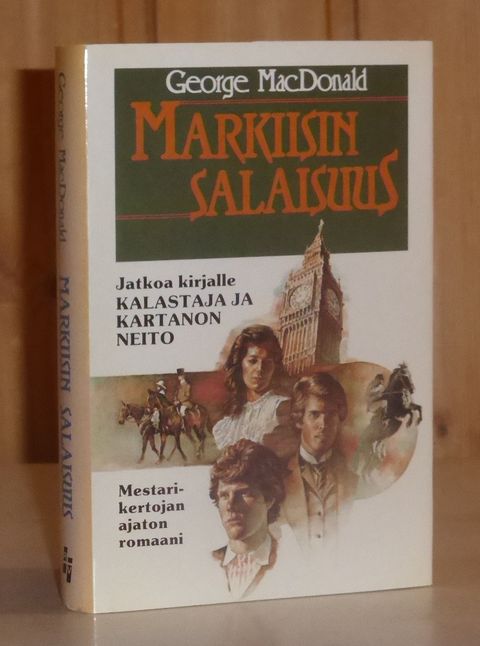 George MacDonald
MARKIISIN
SALAISUUS
Jatkoa kirjalle
KALASTAJA JA
KARTANON
NEITO
Mestari-
kertojan
ajaton
romaani
George MacDonald MARKIISIN SALAISUUS